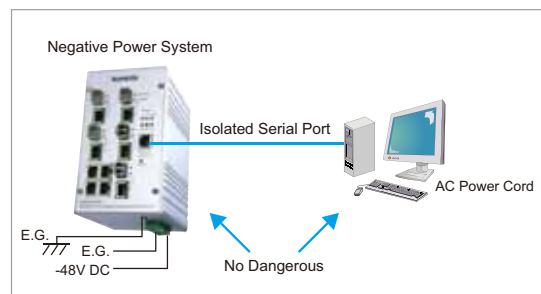 Negative Power System
Isolated Serial Port
AC Power Cord
E.G.
E.G.
-48V DC
No Dangerous